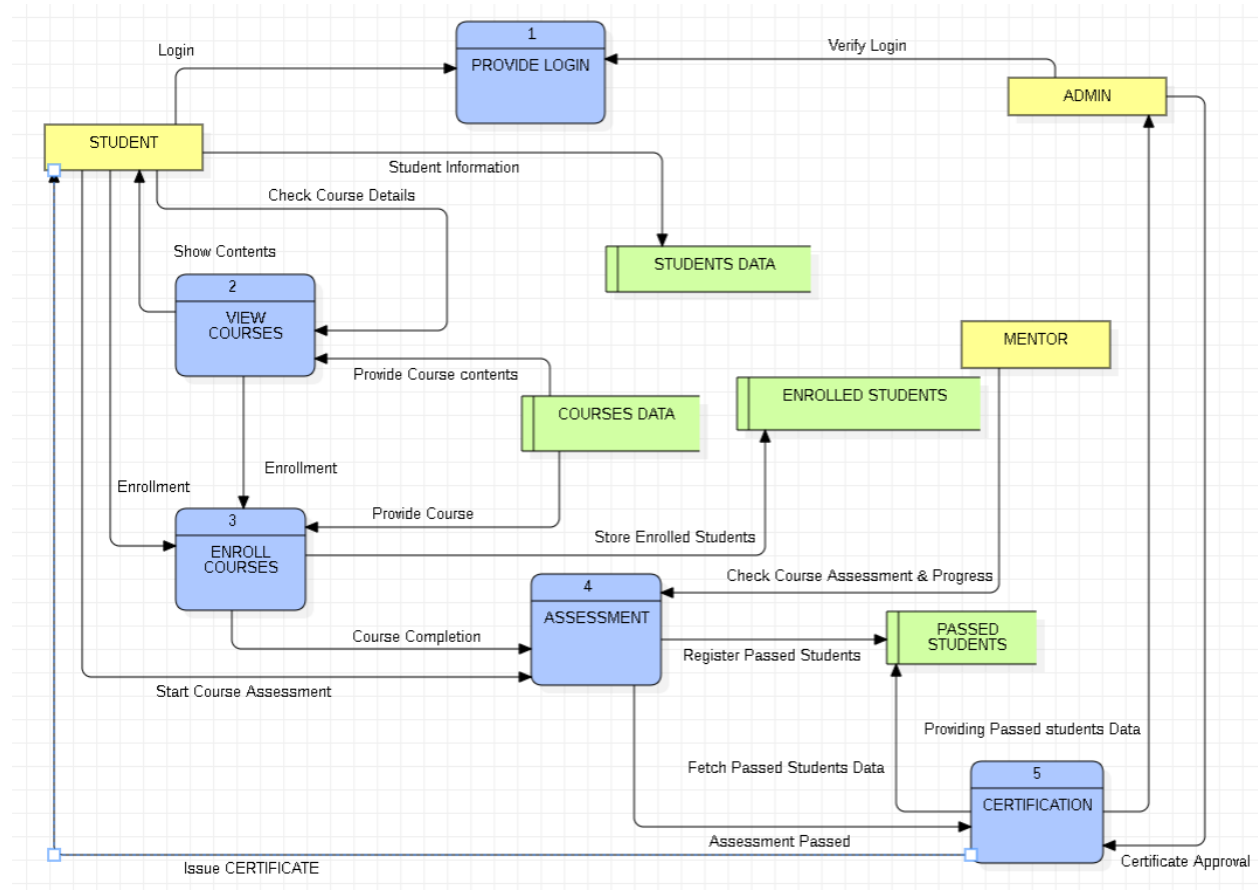 1
PROVIDE LOGIN
Login
Verify Login
ADMIN
STUDENT
Student Information
Check Course Details
Show Contents
STUDENTS DATA
2
VIEW
COURSES
MENTOR
Provide Course contents
ENROLLED STUDENTS
COURSES DATA
Enrollment
Enrollment
Provide Course
3
ENROLL
COURSES
Store Enrolled Students
Check Course Assessment & Progress
4
ASSESSMENT
PASSED
STUDENTS
Course Completion
Register Passed Students
Start Course Assessment
Providing Passed students Data
Fetch Passed Students Data
5
CERTIFICATION
Assessment Passed
Certificate Approval
Issue CERTIFICATE